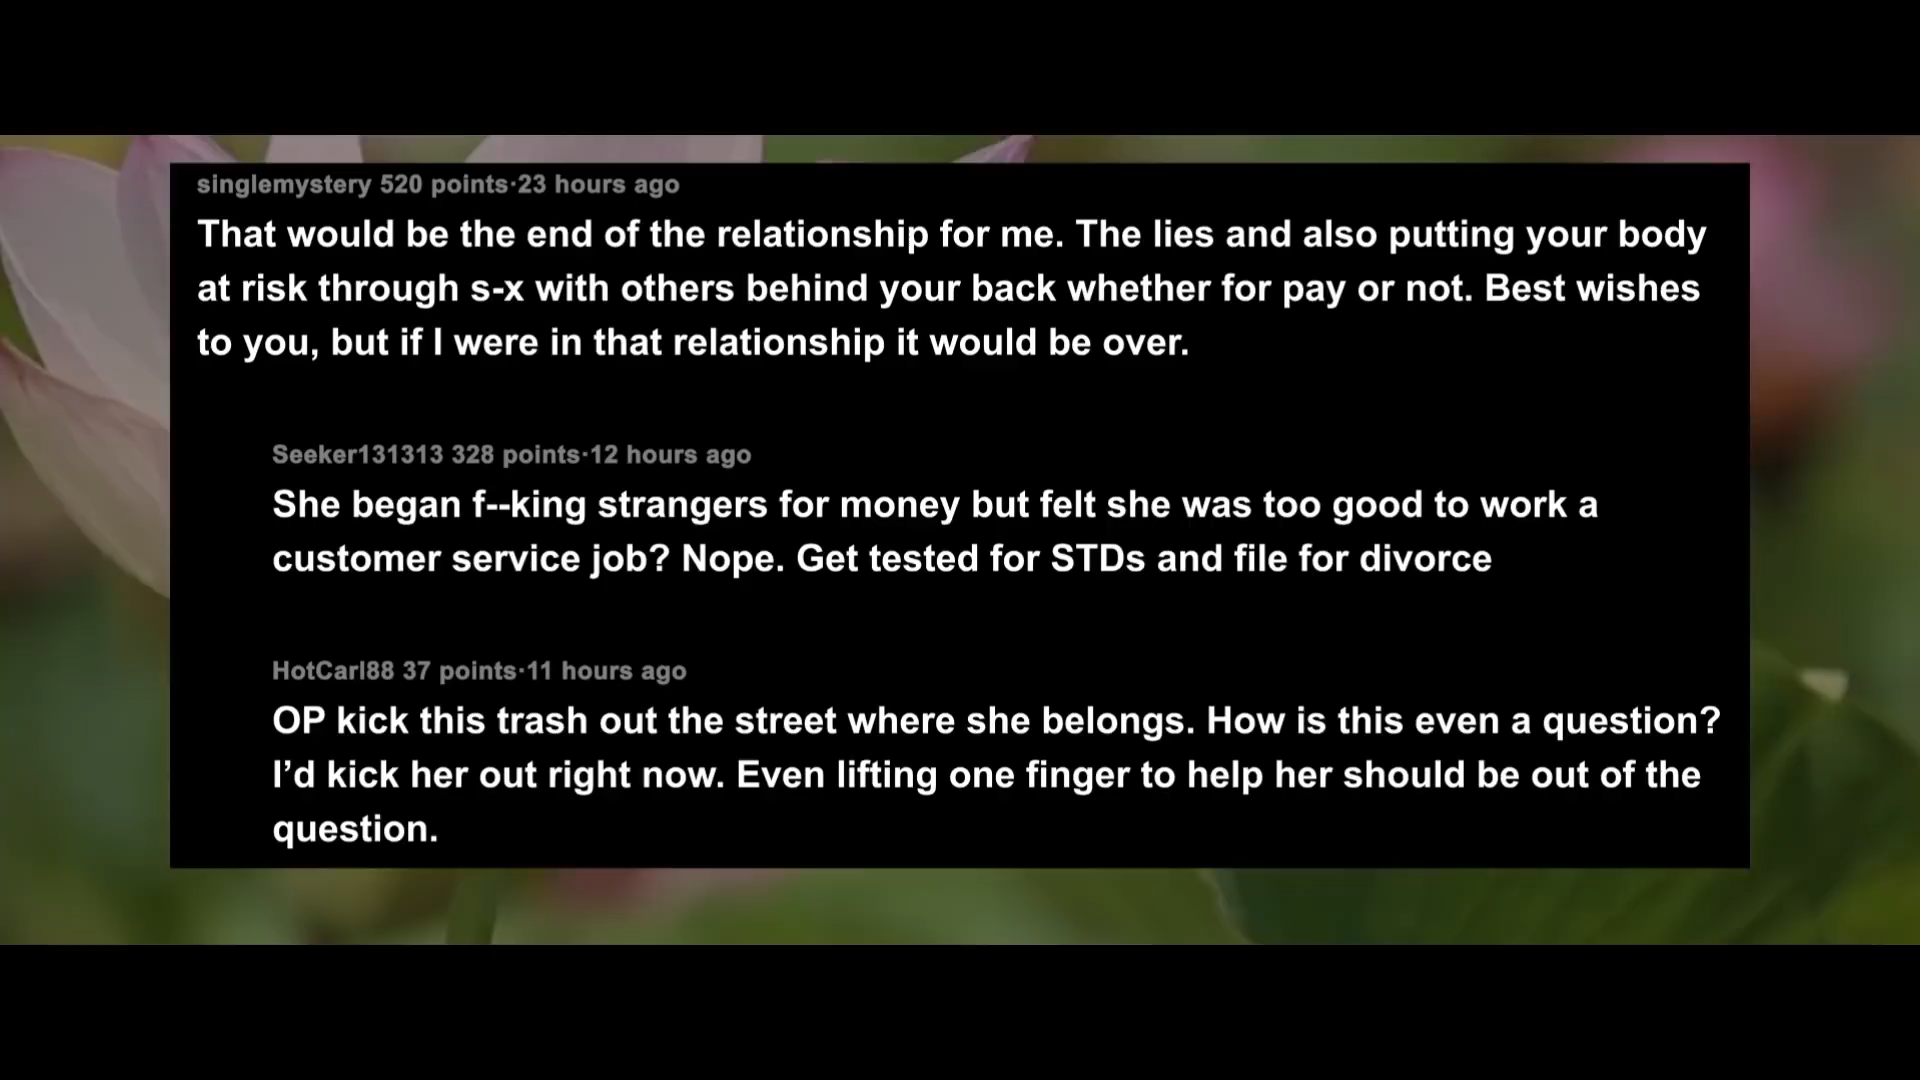 singlemystery 520 points·23 hours ago
That would be the end of the relationship for me. The lies and also putting your body
at risk through s-x with others behind your back whether for pay or not. Best wishes
to you, but if I were in that relationship it would be over.
Seeker131313 328 points·12 hours ago
She began f--king strangers for money but felt she was too good to work a
customer service job? Nope. Get tested for STDs and file for divorce
HotCarl88 37 points·11 hours ago
OP kick this trash out the street where she belongs. How is this even a question?
I’d kick her out right now. Even lifting one finger to help her should be out of the
question.